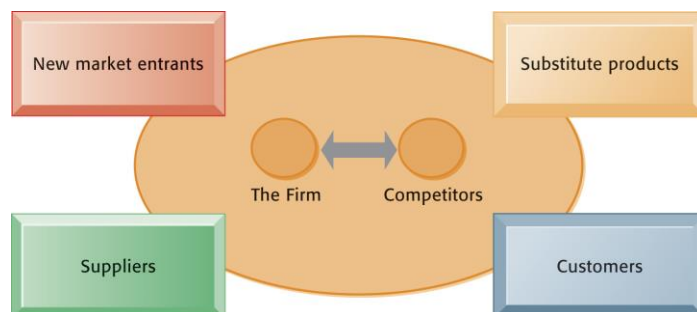 New market entrants
Substitute products
The Firm
Competitors
Suppliers
Customers